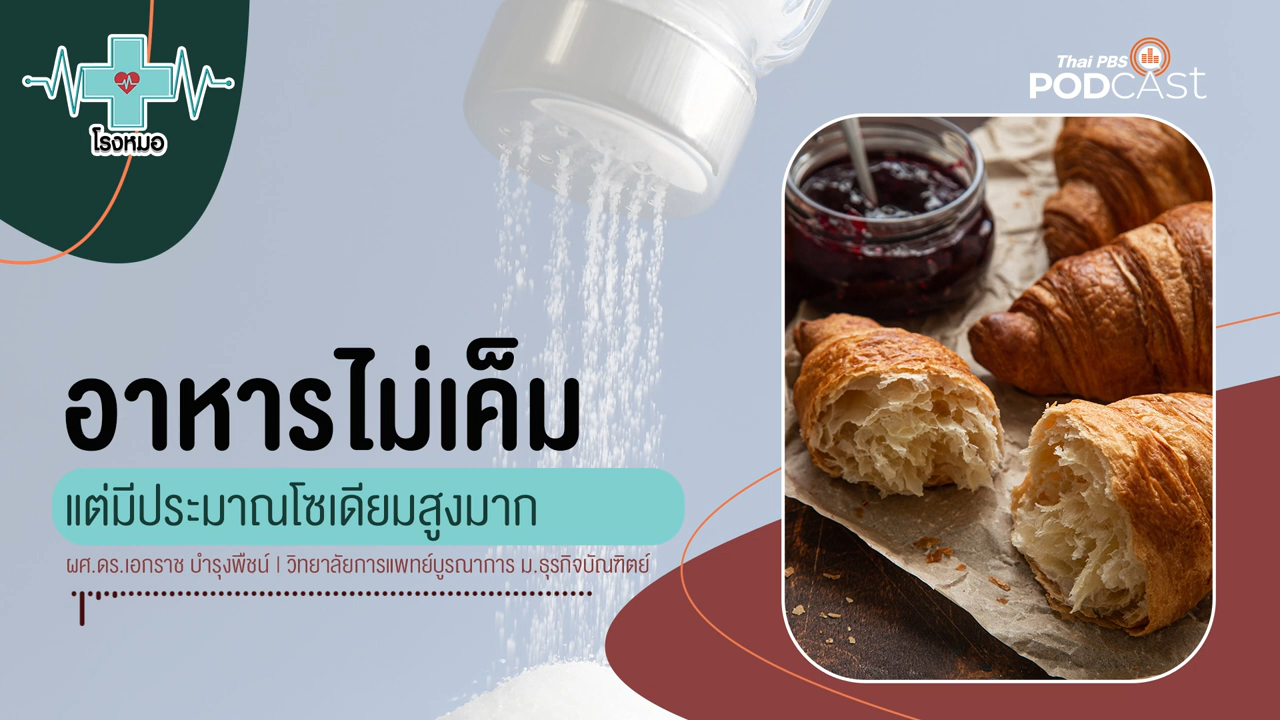 โรงหมอ
Thai PBS
PODCAST
อาหารไม่เค็ม
แต่มีประมาณโซเดียมสูงมาก
ผศ.ดร.เอกราช บำรุงพืชน์ | วิทยาลัยการแพทย์บูรณาการ ม.ธุรกิจบัณฑิตย์